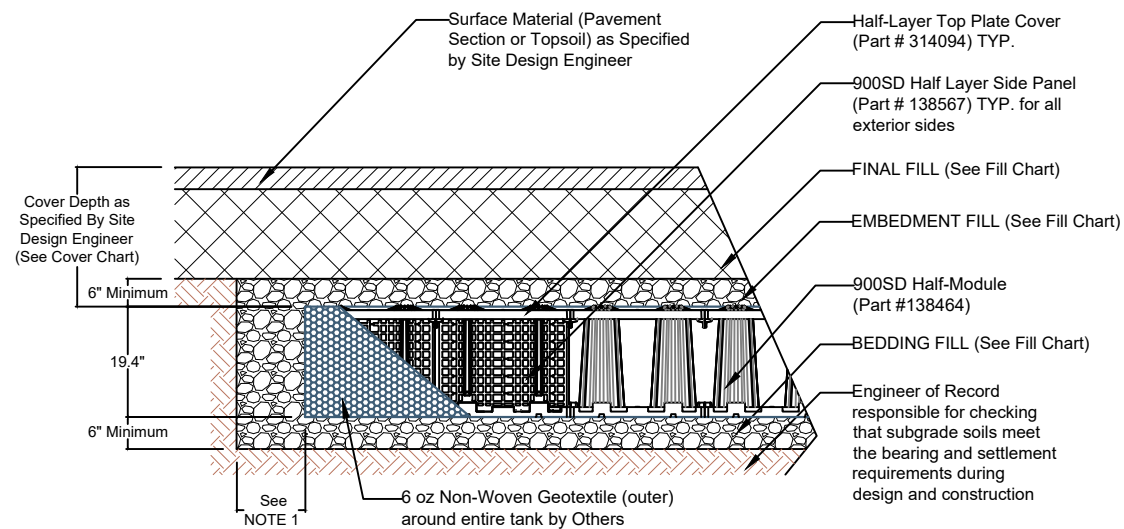 Surface Material (Pavement
Section or Topsoil) as Specified
by Site Design Engineer
Half-Layer Top Plate Cover
(Part # 314094) TYP.
900SD Half Layer Side Panel
(Part # 138567) TYP. for all
exterior sides
FINAL FILL (See Fill Chart)
EMBEDMENT FILL (See Fill Chart)
900SD Half-Module
(Part #138464)
BEDDING FILL (See Fill Chart)
Engineer of Record
responsible for checking
that subgrade soils meet
the bearing and settlement
requirements during
design and construction
Cover Depth as
Specified By Site
Design Engineer
(See Cover Chart)
6" Minimum
19.4"
6" Minimum
See
NOTE 1
6 oz Non-Woven Geotextile (outer)
around entire tank by Others